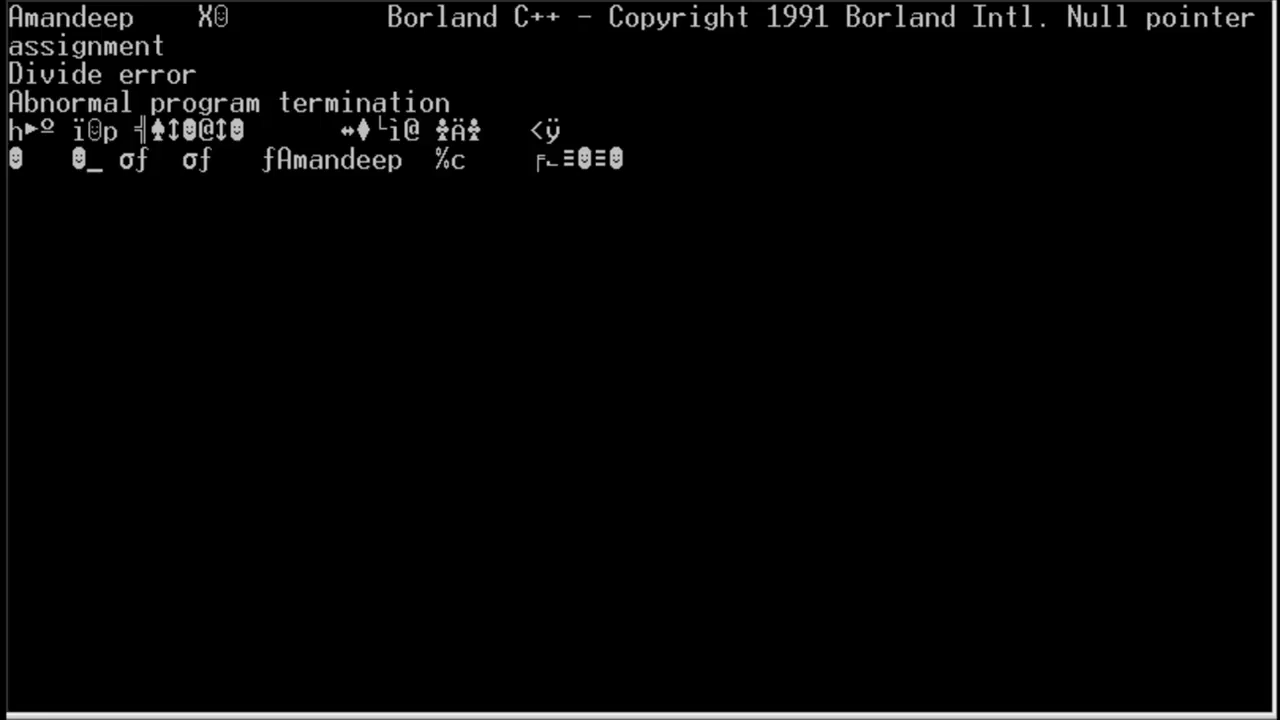 Amandeep    X☺          Borland C++ - Copyright 1991 Borland Intl. Null pointer
assignment
Divide error
Abnormal program termination
h►º ï☺p ╣♠↕☻@↕☻      ↔♦└ì@ ♣Ä♣   <ÿ
☻   ☻_ σƒ  σƒ   ƒAmandeep  %c    ╒∟≡☻≡☻